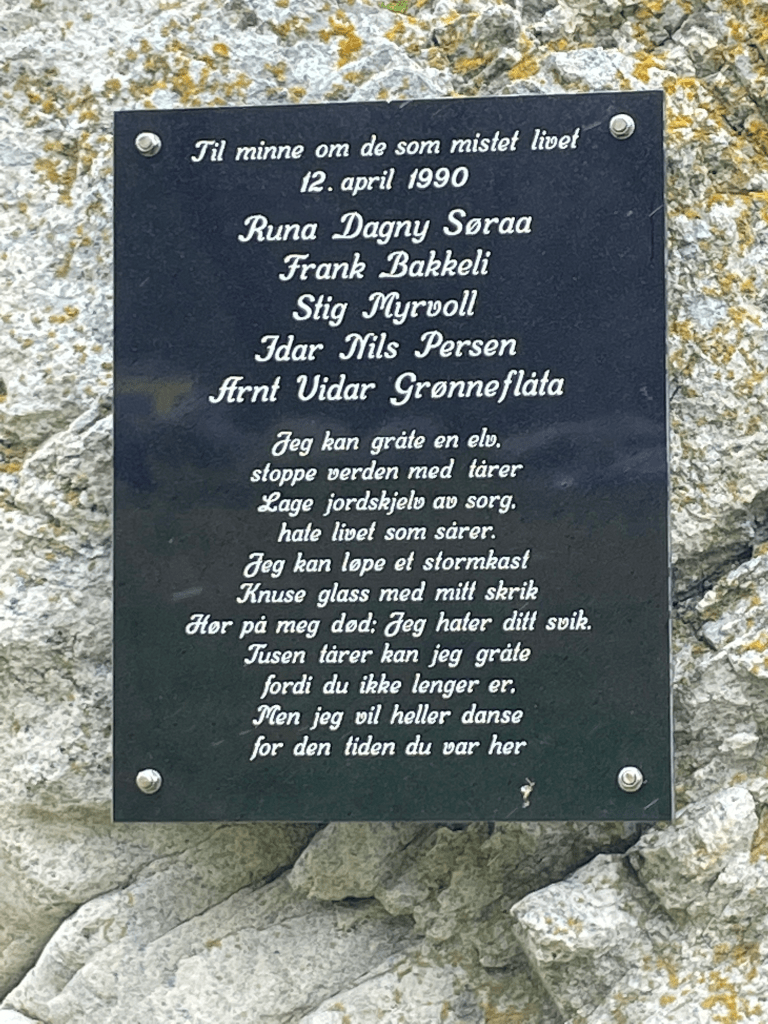 Til minne om de som mistet livet
12. april 1990
Runa Dagny Søraa
Frank Bakkeli
Stig Myrvoll
Idar Nils Persen
Arnt Vidar Grønneflåta
Jeg kan gråte en elv,
stoppe verden med tårer
Lage jordskjelv av sorg,
hate livet som sårer.
Jeg kan løpe et stormkast
Knuse glass med mitt skrik
Hør på meg død: Jeg hater ditt svik.
Tusen tårer kan jeg gråte
fordi du ikke lenger er,
Men jeg vil heller danse
for den tiden du var her